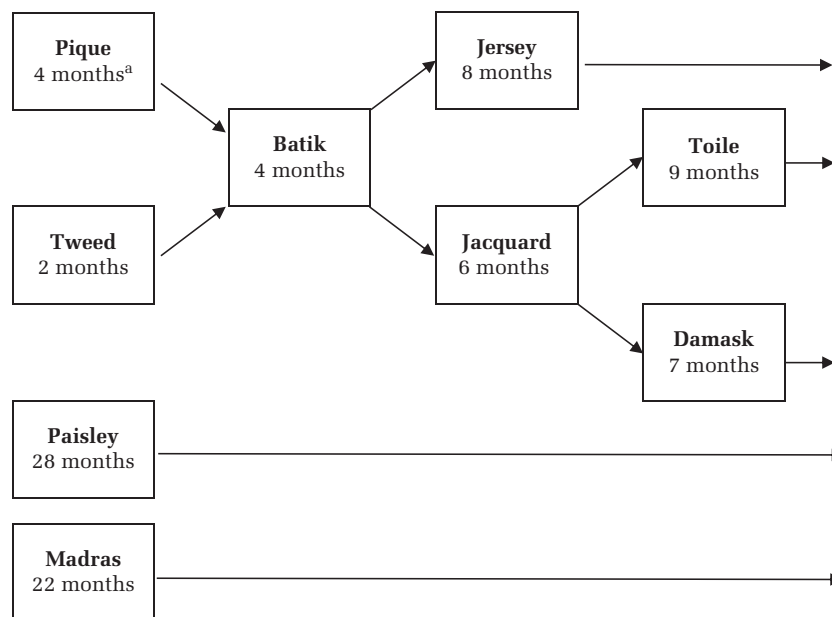 Pique
4 monthsᵃ
Jersey
8 months
Batik
4 months
Toile
9 months
Tweed
2 months
Jacquard
6 months
Damask
7 months
Paisley
28 months
Madras
22 months